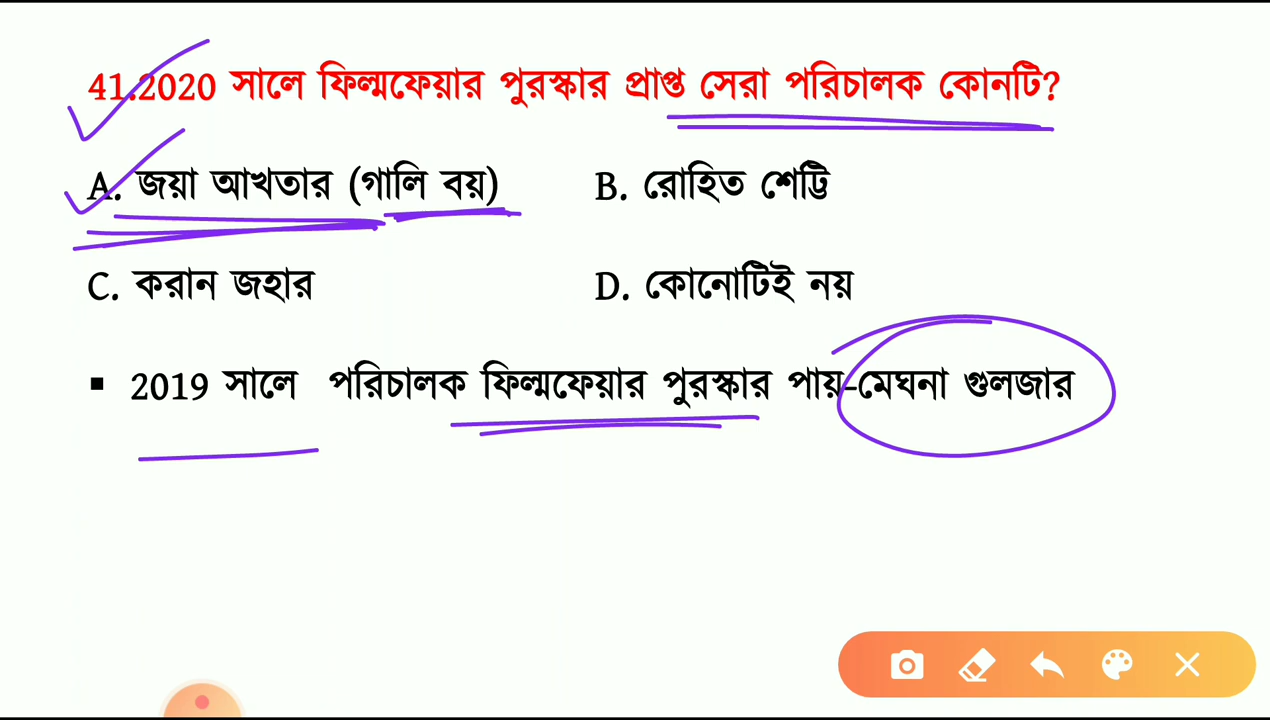 41.2020 সালে ফিল্মফেয়ার পুরস্কার প্রাপ্ত সেরা পরিচালক কোনটি?
A. জয়া আখতার (গালি বয়) B. রোহিত শেট্টি
C. করান জহার D. কোনোটিই নয়
▪ 2019 সালে পরিচালক ফিল্মফেয়ার পুরস্কার পায়-মেঘনা গুলজার